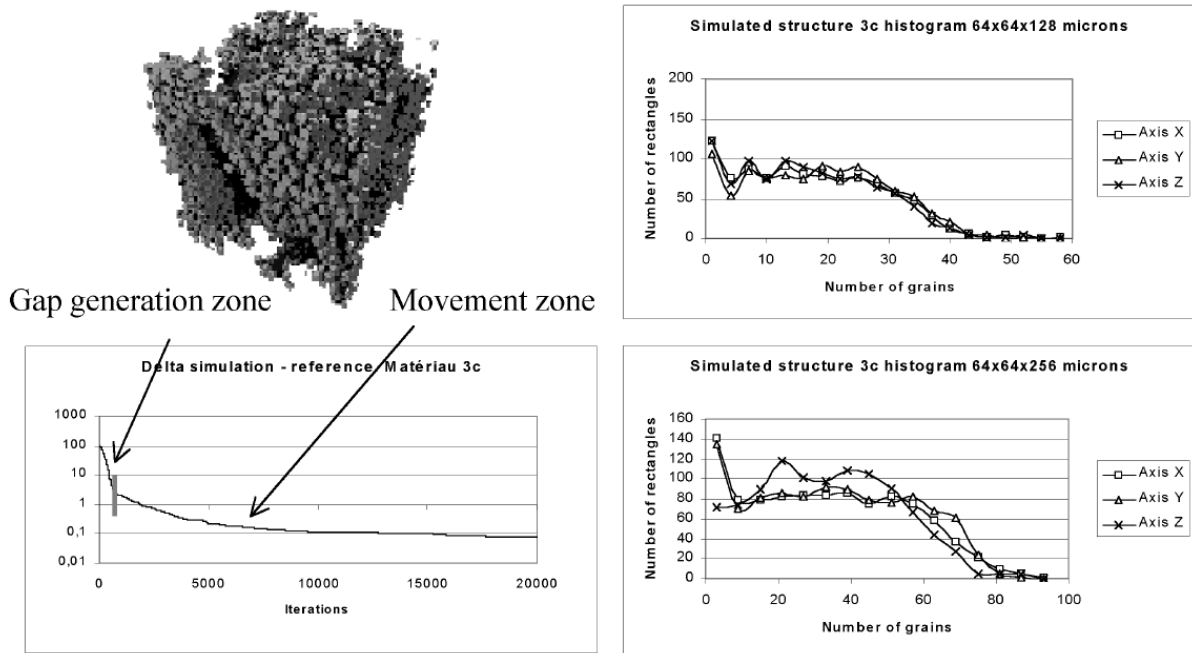 Gap generation zone
Movement zone
Delta simulation - reference Matériau 3c
1000
100
10
1
0,1
0,01
0
5000
10000
15000
20000
Iterations
Simulated structure 3c histogram 64x64x128 microns
Number of rectangles
200
150
100
50
0
0
10
20
30
40
50
60
Number of grains
Axis X
Axis Y
Axis Z
Simulated structure 3c histogram 64x64x256 microns
Number of rectangles
160
140
120
100
80
60
40
20
0
0
20
40
60
80
100
Number of grains
Axis X
Axis Y
Axis Z